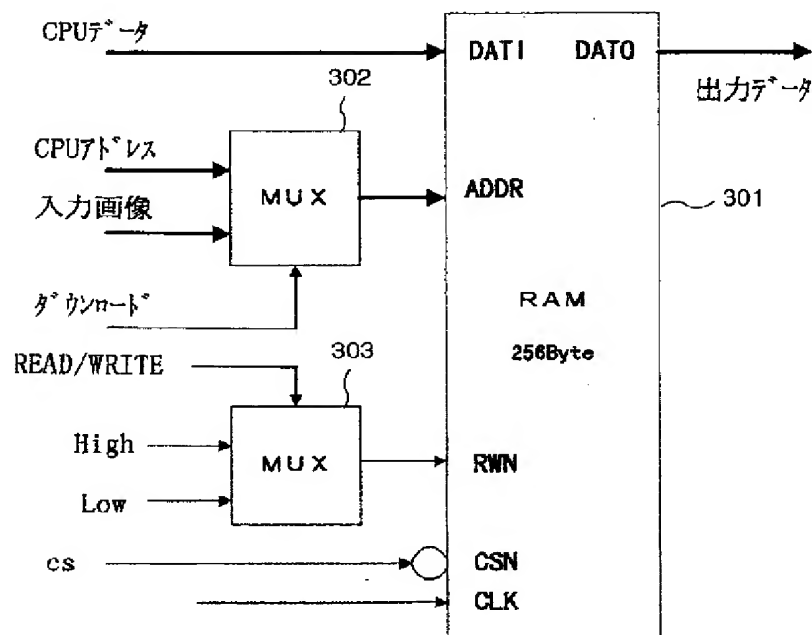 CPUデータ
DATI DATO
出力データ
302
CPUアドレス
MUX
ADDR
入力画像
301
ダウンロード
RAM
256Byte
READ/WRITE
303
High
MUX
RWN
Low
cs
CSN
CLK